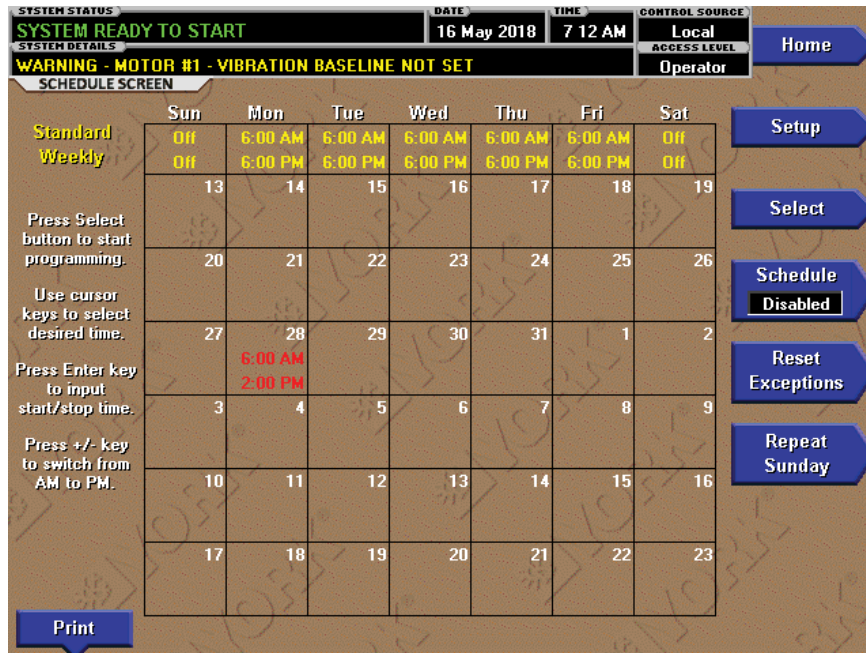 SYSTEM STATUS
SYSTEM READY TO START
DATE
16 May 2018
TIME
7 12 AM
CONTROL SOURCE
Local
SYSTEM DETAILS
WARNING - MOTOR #1 - VIBRATION BASELINE NOT SET
ACCESS LEVEL
Operator
Home
SCHEDULE SCREEN
Sun Mon Tue Wed Thu Fri Sat
Standard
Weekly
Off 6:00 AM 6:00 AM 6:00 AM 6:00 AM 6:00 AM Off
Off 6:00 PM 6:00 PM 6:00 PM 6:00 PM 6:00 PM Off
13 14 15 16 17 18 19
20 21 22 23 24 25 26
27 28 29 30 31 1 2
6:00 AM
2:00 PM
3 4 5 6 7 8 9
10 11 12 13 14 15 16
17 18 19 20 21 22 23
Press Select
button to start
programming.
Use cursor
keys to select
desired time.
Press Enter key
to input
start/stop time.
Press +/- key
to switch from
AM to PM.
Setup
Select
Schedule
Disabled
Reset
Exceptions
Repeat
Sunday
Print
YORK